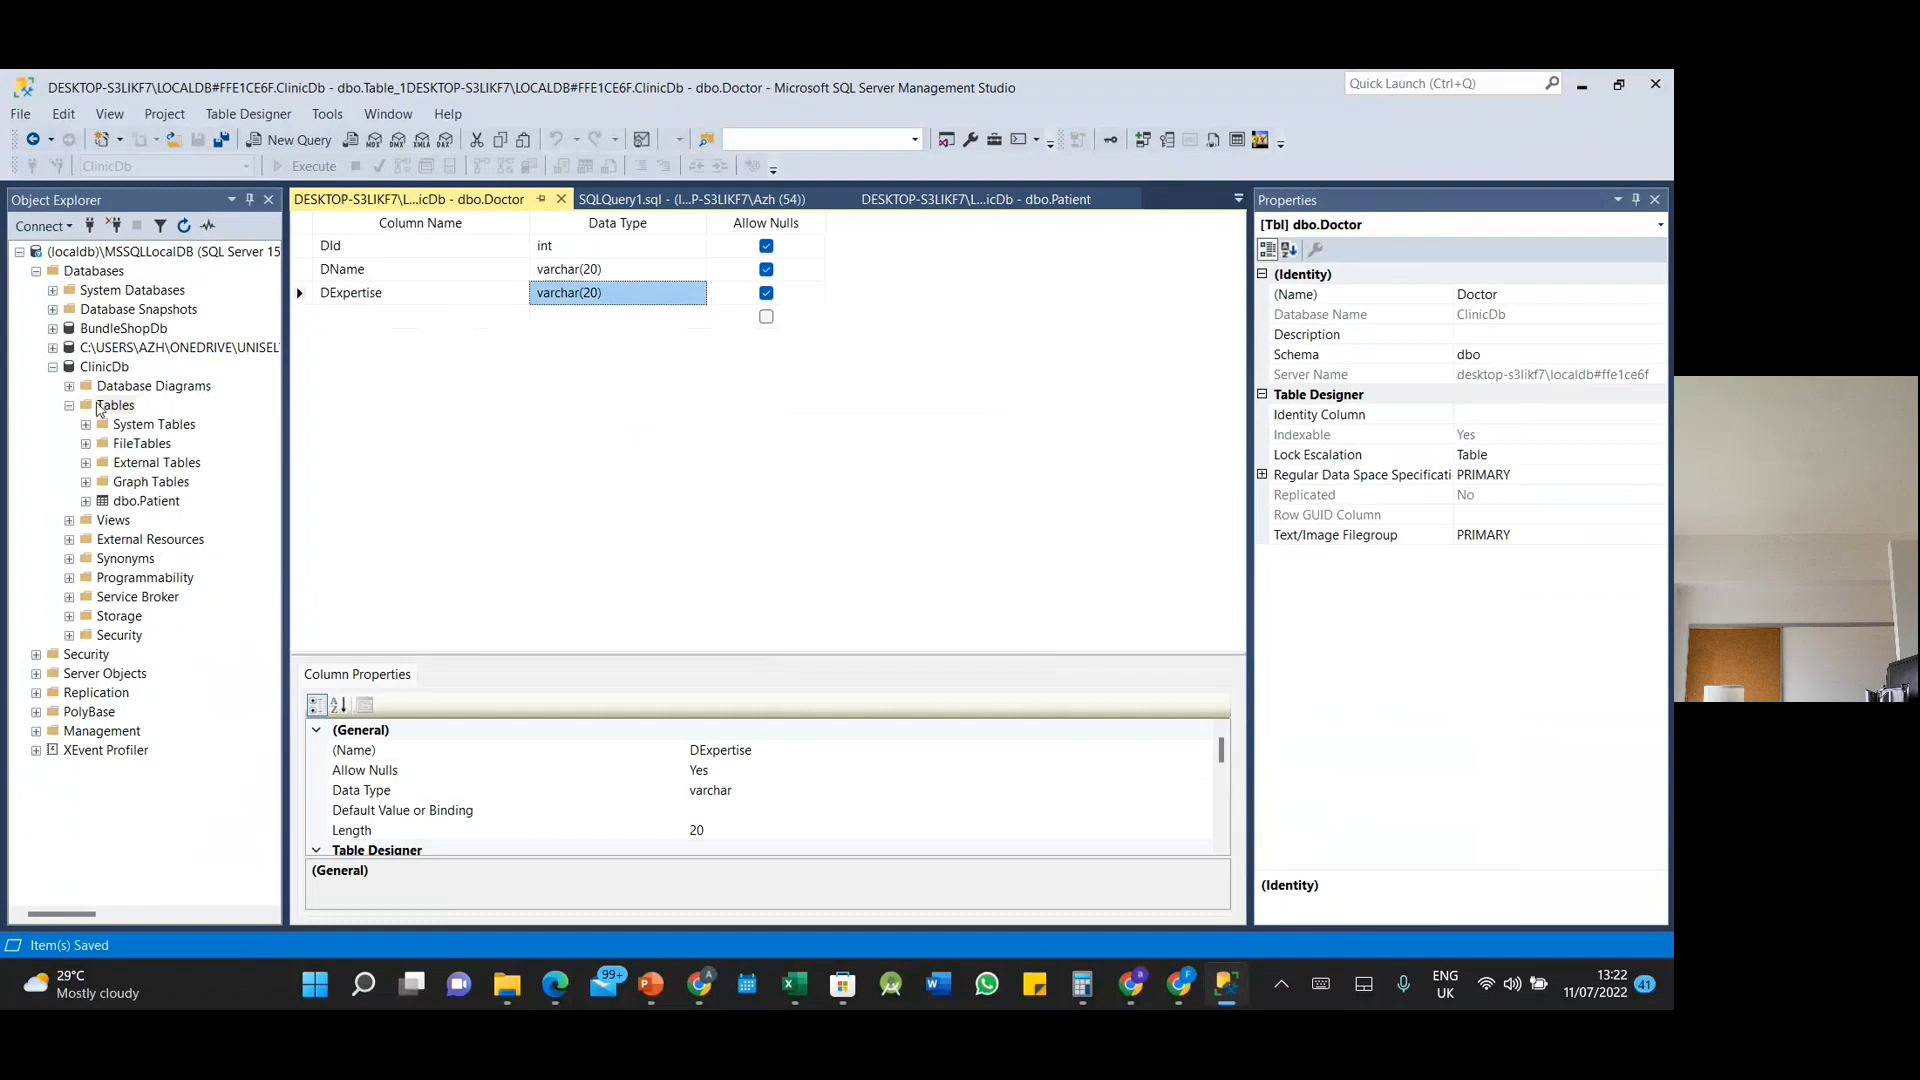 DESKTOP-S3LIKF7\LOCALDB#FFE1CE6F.ClinicDb - dbo.Table_1DESKTOP-S3LIKF7\LOCALDB#FFE1CE6F.ClinicDb - dbo.Doctor - Microsoft SQL Server Management Studio
Quick Launch (Ctrl+Q)
File Edit View Project Table Designer Tools Window Help
New Query
MDX DMX XMLA DAX
ClinicDb Execute
Object Explorer
Connect
(localdb)\MSSQLLocalDB (SQL Server 15
Databases
System Databases
Database Snapshots
BundleShopDb
C:\USERS\AZH\ONEDRIVE\UNISEL
ClinicDb
Database Diagrams
Tables
System Tables
FileTables
External Tables
Graph Tables
dbo.Patient
Views
External Resources
Synonyms
Programmability
Service Broker
Storage
Security
Security
Server Objects
Replication
PolyBase
Management
XEvent Profiler
DESKTOP-S3LIKF7\L...icDb - dbo.Doctor
SQLQuery1.sql - (l...P-S3LIKF7\Azh (54))
DESKTOP-S3LIKF7\L...icDb - dbo.Patient
Column Name Data Type Allow Nulls
DId int
DName varchar(20)
DExpertise varchar(20)
Column Properties
(General)
(Name) DExpertise
Allow Nulls Yes
Data Type varchar
Default Value or Binding
Length 20
Table Designer
(General)
Properties
[Tbl] dbo.Doctor
(Identity)
(Name) Doctor
Database Name ClinicDb
Description
Schema dbo
Server Name desktop-s3likf7\localdb#ffe1ce6f
Table Designer
Identity Column
Indexable Yes
Lock Escalation Table
Regular Data Space Specificati PRIMARY
Replicated No
Row GUID Column
Text/Image Filegroup PRIMARY
(Identity)
Item(s) Saved
29°C
Mostly cloudy
99+
ENG
UK
13:22
11/07/2022
41